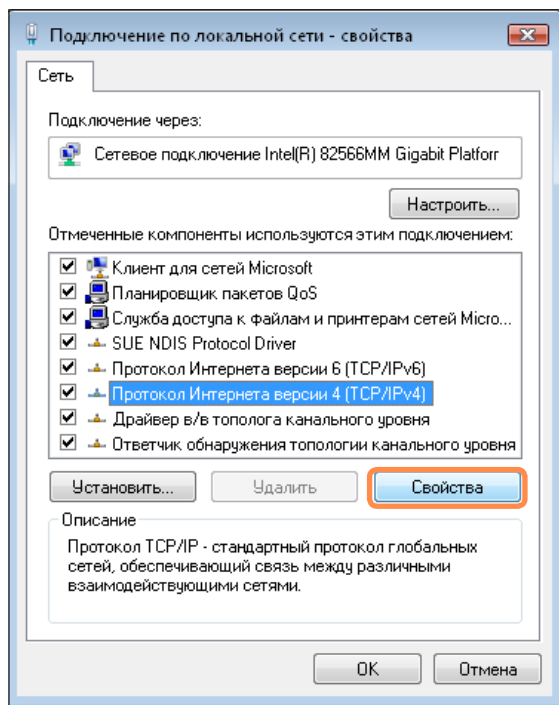 Подключение по локальной сети - свойства
Сеть
Подключение через:
Сетевое подключение Intel(R) 82566MM Gigabit Platforr
Настроить...
Отмеченные компоненты используются этим подключением:
Клиент для сетей Microsoft
Планировщик пакетов QoS
Служба доступа к файлам и принтерам сетей Micro...
SUE NDIS Protocol Driver
Протокол Интернета версии 6 (TCP/IPv6)
Протокол Интернета версии 4 (TCP/IPv4)
Драйвер в/в тополога канального уровня
Ответчик обнаружения топологии канального уровня
Установить... Удалить Свойства
Описание
Протокол TCP/IP - стандартный протокол глобальных
сетей, обеспечивающий связь между различными
взаимодействующими сетями.
OK Отмена